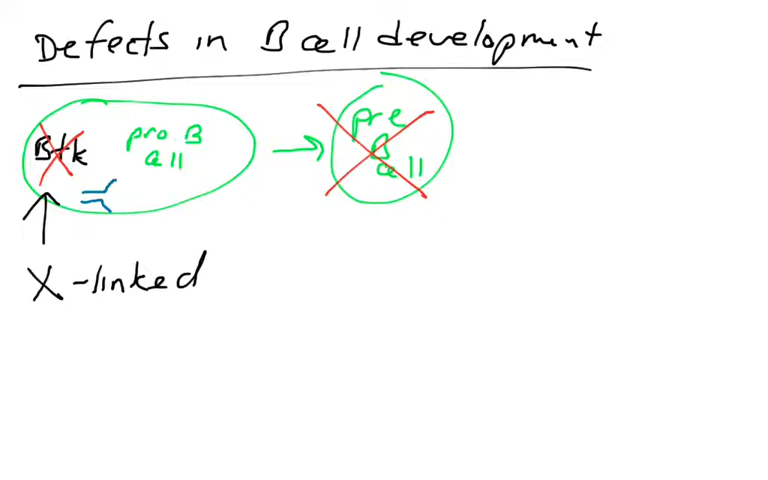 Defects in B cell development
Btk
pro B
cell
pre
B
cell
X-linked